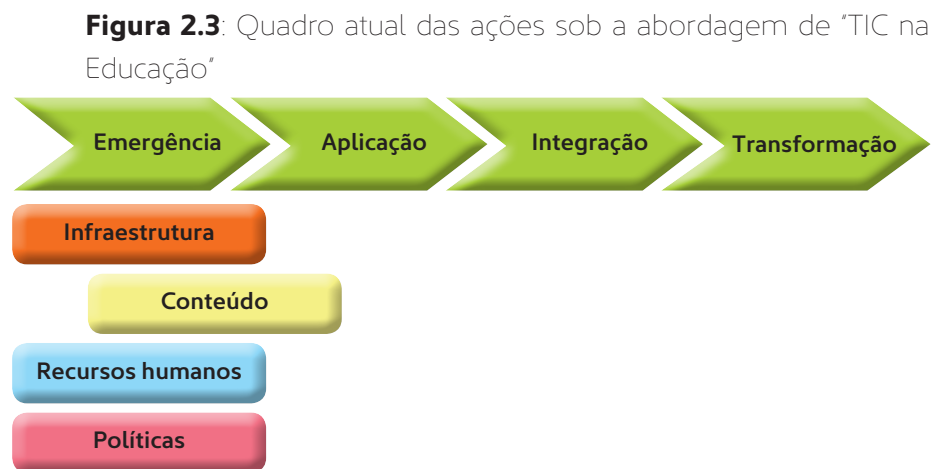 Figura 2.3: Quadro atual das ações sob a abordagem de "TIC na
Educação"
Emergência Aplicação Integração Transformação
Infraestrutura
Conteúdo
Recursos humanos
Políticas